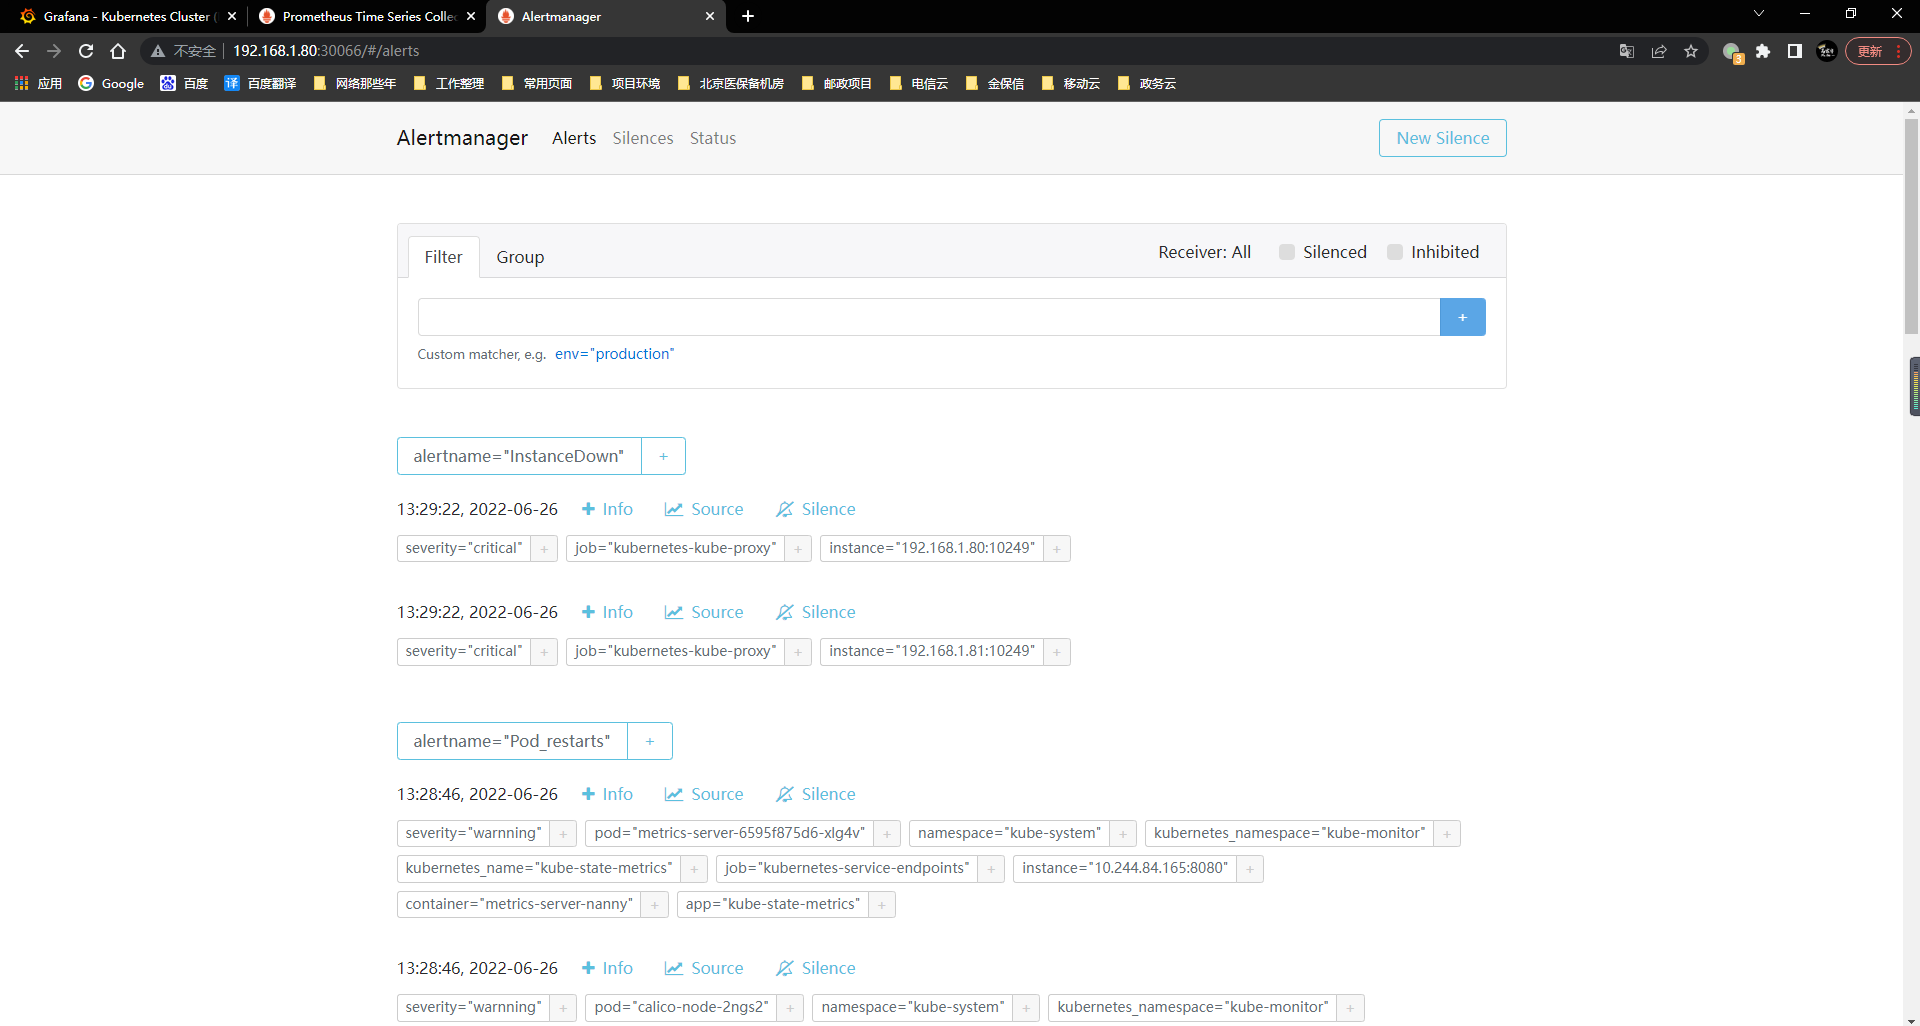 Grafana - Kubernetes Cluster
Prometheus Time Series Colle
Alertmanager
不安全
192.168.1.80:30066/#/alerts
更新
3
应用
Google
百度
译 百度翻译
网络那些年
工作整理
常用页面
项目环境
北京医保备机房
邮政项目
电信云
金保信
移动云
政务云
Alertmanager Alerts Silences Status New Silence
Filter Group Receiver: All Silenced Inhibited
+
Custom matcher, e.g. env="production"
alertname="InstanceDown" +
13:29:22, 2022-06-26 + Info Source Silence
severity="critical" + job="kubernetes-kube-proxy" + instance="192.168.1.80:10249" +
13:29:22, 2022-06-26 + Info Source Silence
severity="critical" + job="kubernetes-kube-proxy" + instance="192.168.1.81:10249" +
alertname="Pod_restarts" +
13:28:46, 2022-06-26 + Info Source Silence
severity="warnning" + pod="metrics-server-6595f875d6-xlg4v" + namespace="kube-system" + kubernetes_namespace="kube-monitor" +
kubernetes_name="kube-state-metrics" + job="kubernetes-service-endpoints" + instance="10.244.84.165:8080" +
container="metrics-server-nanny" + app="kube-state-metrics" +
13:28:46, 2022-06-26 + Info Source Silence
severity="warnning" + pod="calico-node-2ngs2" + namespace="kube-system" + kubernetes_namespace="kube-monitor" +